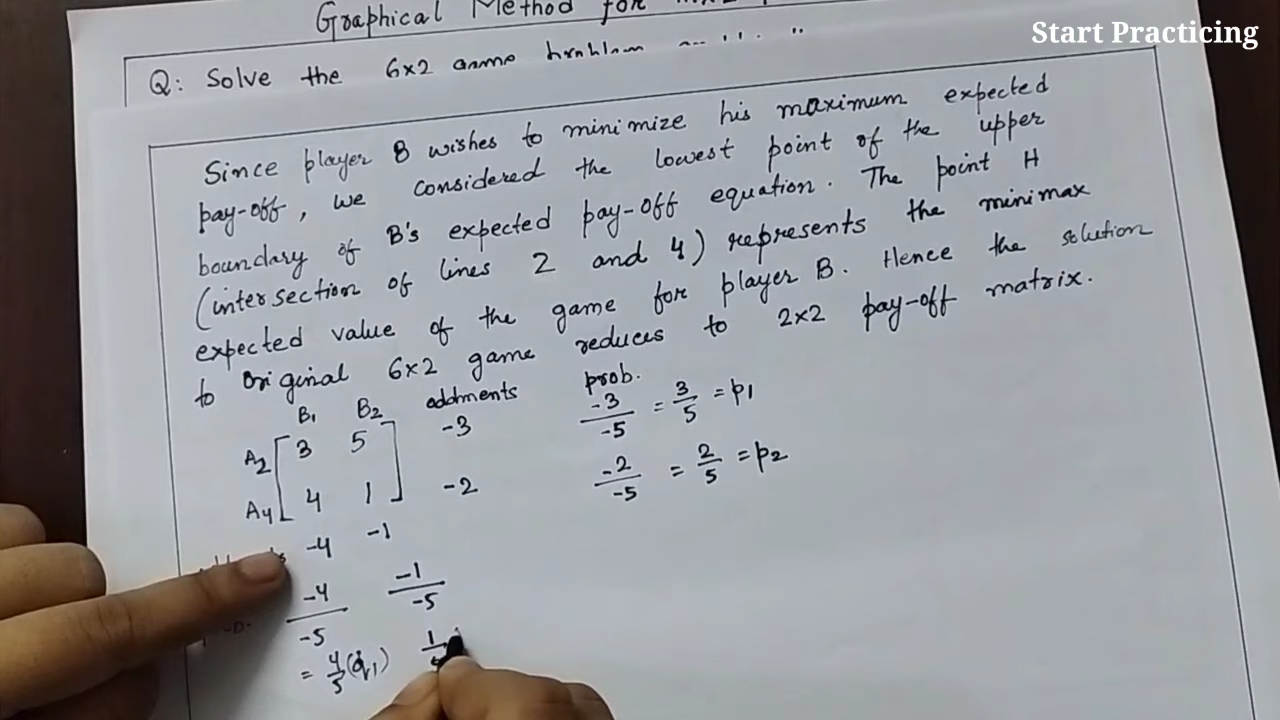 Start Practicing
Graphical Method for
Q: Solve the 6x2 game problem
Since player B wishes to minimize his maximum expected
pay-off, we considered the lowest point of the upper
boundary of B's expected pay-off equation. The point H
(intersection of lines 2 and 4) represents the minimax
expected value of the game for player B. Hence the solution
to original 6x2 game reduces to 2x2 pay-off matrix.
B1 B2 oddments prob.
A2 3 5 -3 -3/-5 = 3/5 = p1
A4 4 1 -2 -2/-5 = 2/5 = p2
-4 -1
-4/-5 -1/-5
= 4/5 (q1) 1